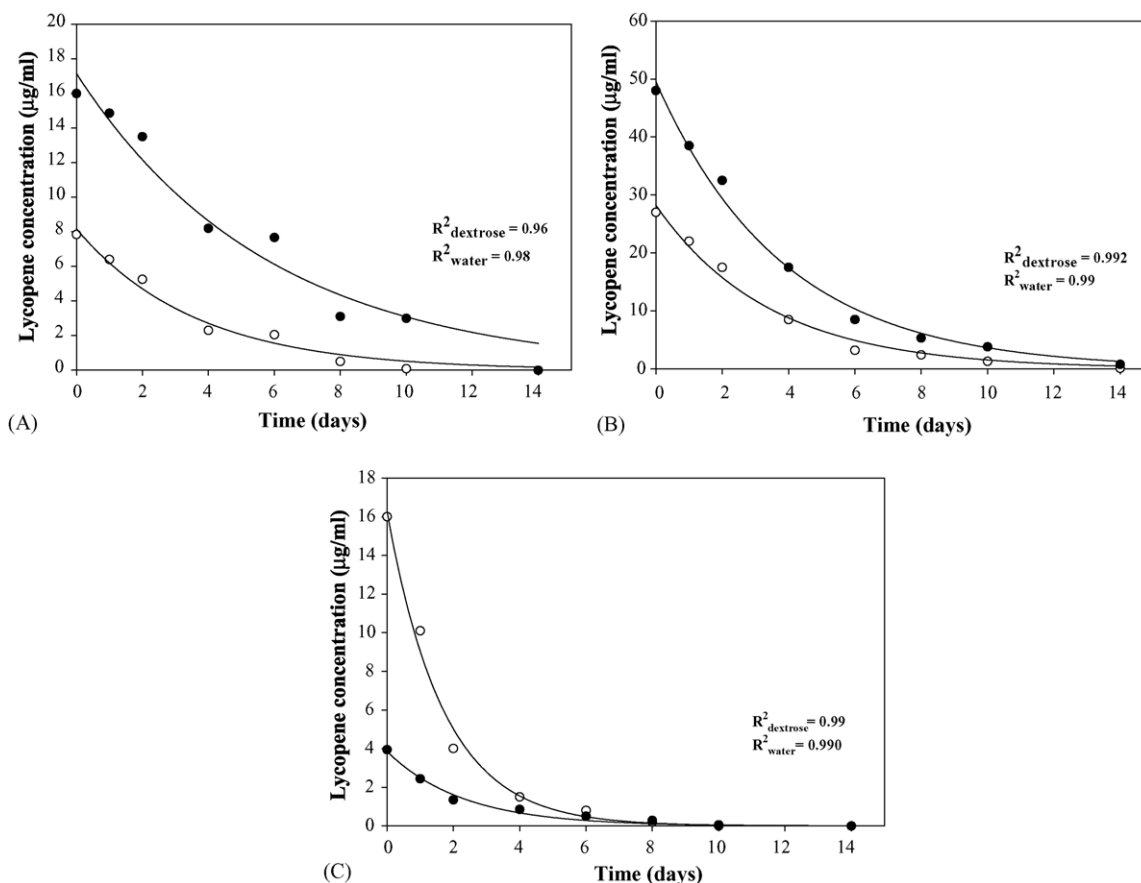 Lycopene concentration (µg/ml)
20
18
16
14
12
10
8
6
4
2
0
R²dextrose = 0.96
R²water = 0.98
0 2 4 6 8 10 12 14
Time (days)
(A)
Lycopene concentration (µg/ml)
60
50
40
30
20
10
0
R²dextrose = 0.992
R²water = 0.99
0 2 4 6 8 10 12 14
Time (days)
(B)
Lycopene concentration (µg/ml)
18
16
14
12
10
8
6
4
2
0
R²dextrose = 0.99
R²water = 0.990
0 2 4 6 8 10 12 14
Time (days)
(C)